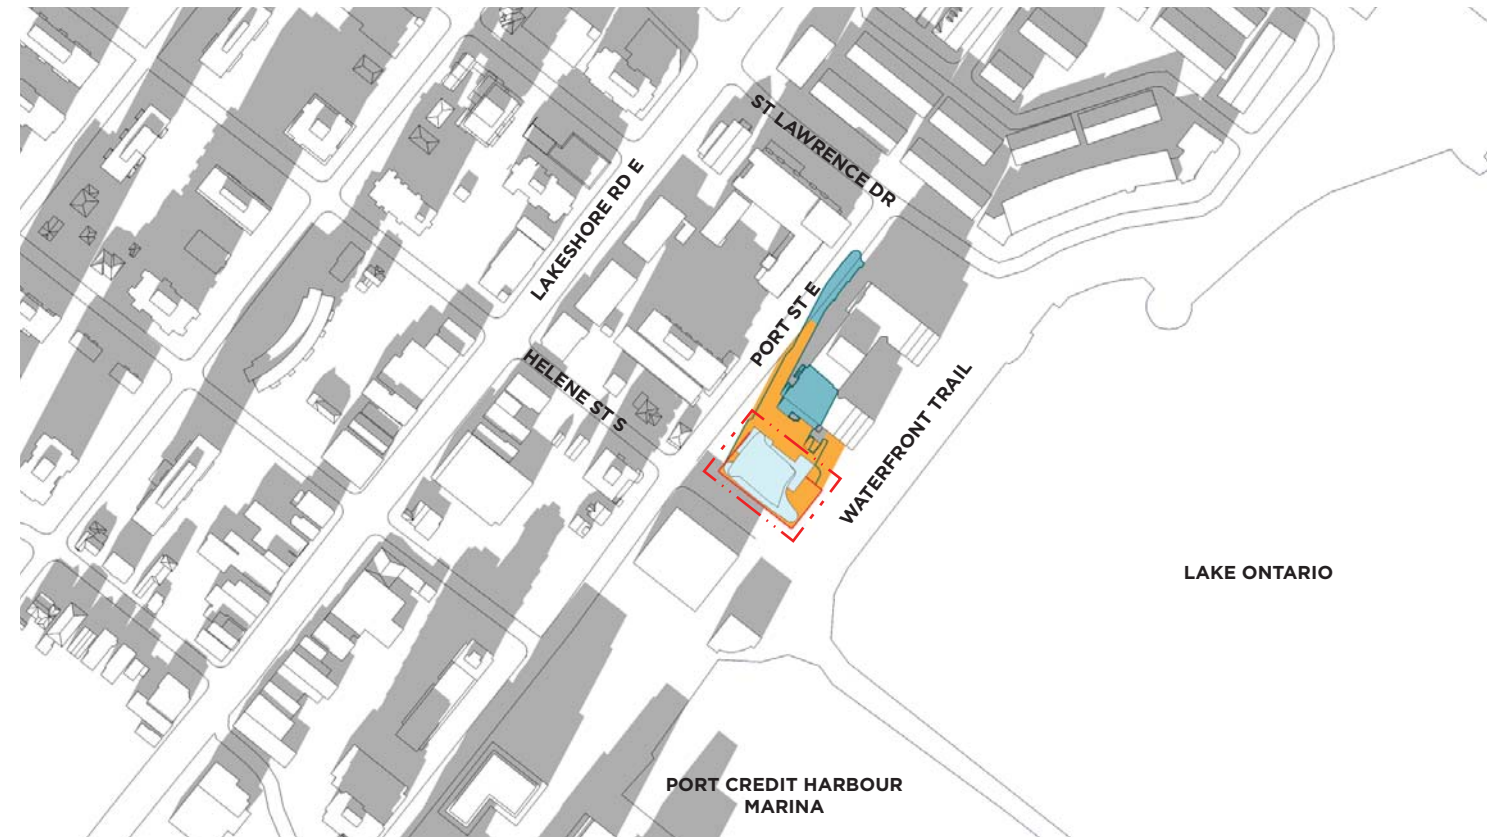 ST LAWRENCE DR
LAKESHORE RD E
PORT ST E
HELENE ST S
WATERFRONT TRAIL
LAKE ONTARIO
PORT CREDIT HARBOUR
MARINA